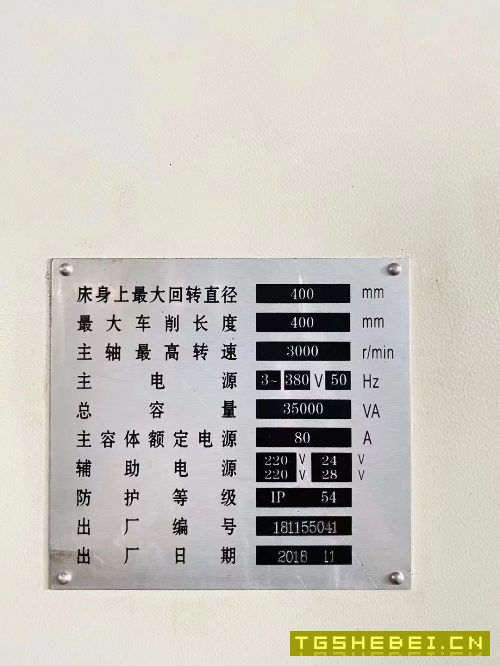 床身上最大回转直径 400 mm
最大车削长度 400 mm
主轴最高转速 3000 r/min
主电源 3~ 380 V 50 Hz
总容量 35000 VA
主容体额定电源 80 A
辅助电源 220 V 24 V
220 V 28 V
防护等级 IP 54
出厂编号 181155041
出厂日期 2018 11
TGSHEBEI.CN